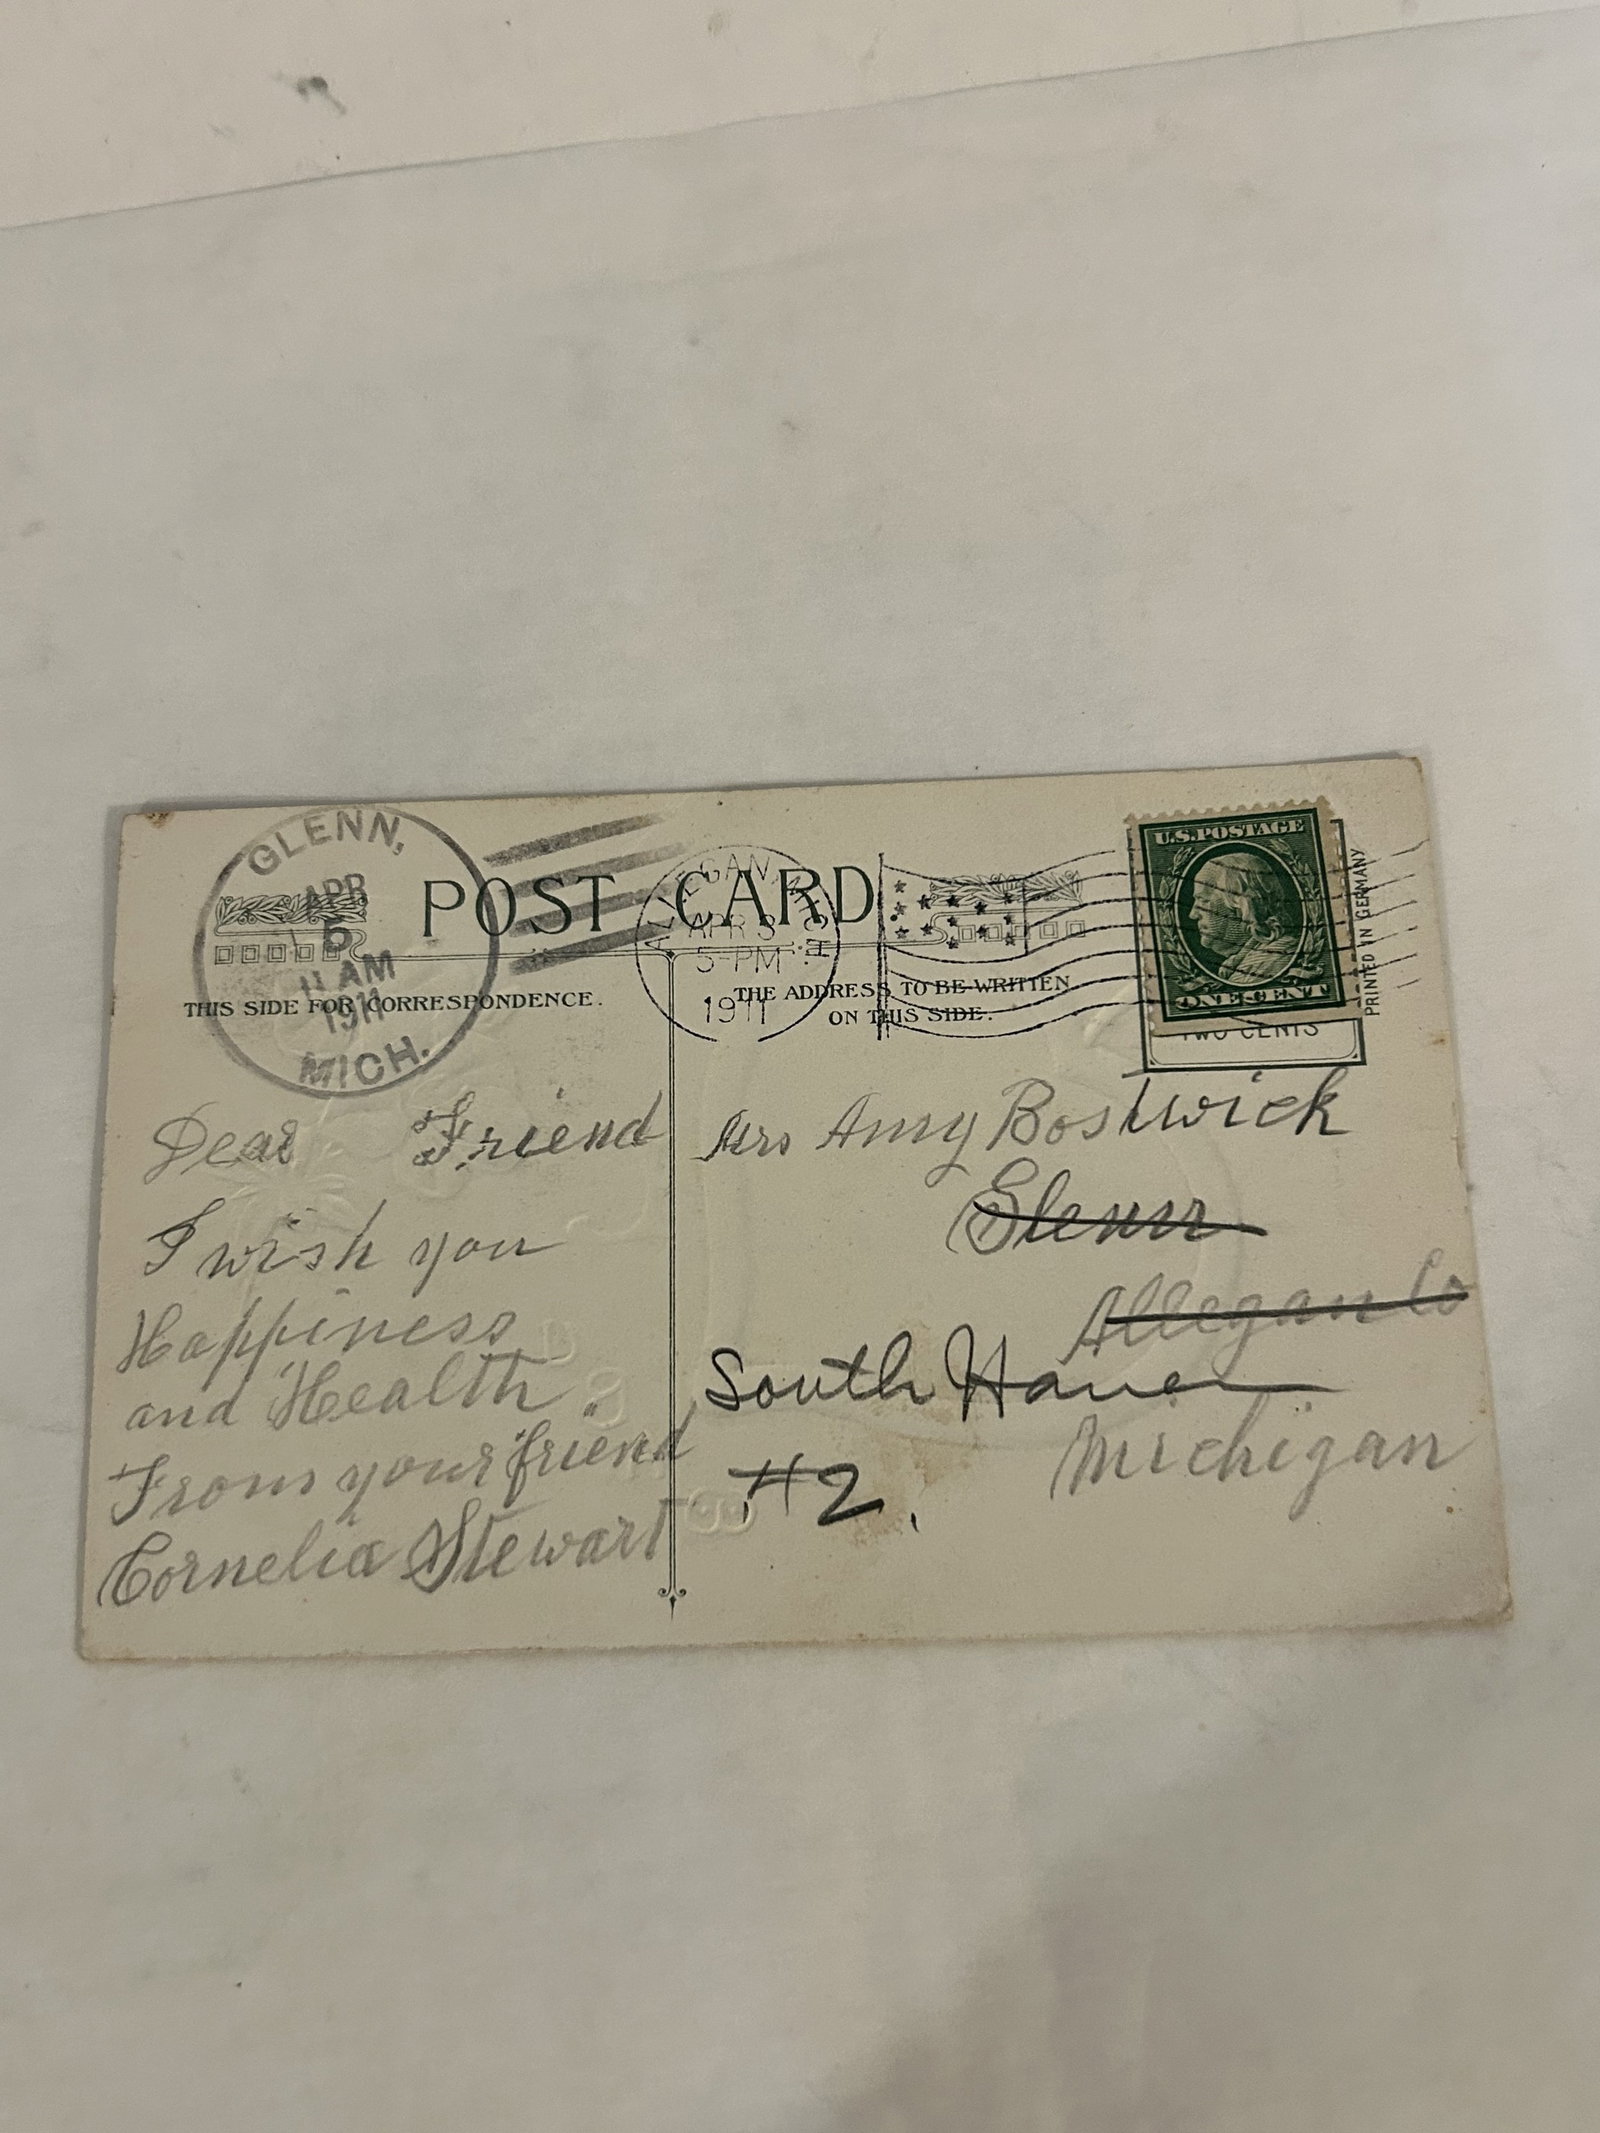 GLENN,
APR
5
11 AM
1911
MICH.
POST CARD
ALLEGAN, MICH.
APR 3
5-PM
1911
U.S. POSTAGE
ONE CENT
TWO CENTS
PRINTED IN GERMANY
THIS SIDE FOR CORRESPONDENCE.
THE ADDRESS TO BE WRITTEN
ON THIS SIDE.
Dear Friend
I wish you
Happiness
and Health.
From your friend
Cornelia Stewart
Mrs Amy Bostwick
Glenn
Allegan Co
South Haven
Michigan
#2.